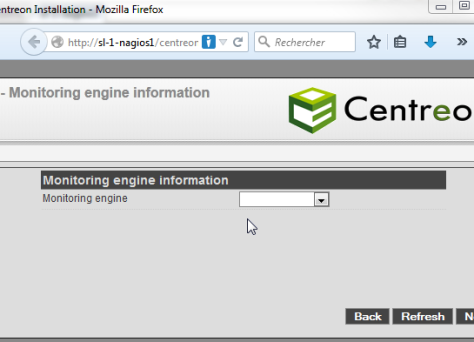 entreon Installation - Mozilla Firefox
http://sl-1-nagios1/centreor
Rechercher
- Monitoring engine information
Centreo
Monitoring engine information
Monitoring engine
Back Refresh N